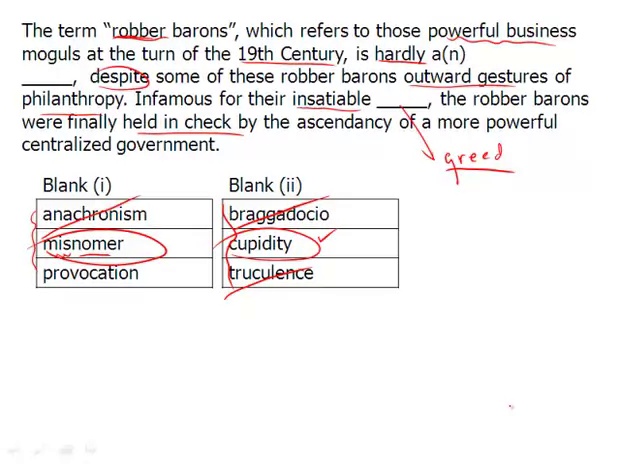 The term “robber barons”, which refers to those powerful business
moguls at the turn of the 19th Century, is hardly a(n)
_____, despite some of these robber barons outward gestures of
philanthropy. Infamous for their insatiable _____, the robber barons
were finally held in check by the ascendancy of a more powerful
centralized government.
greed
Blank (i) Blank (ii)
anachronism braggadocio
misnomer cupidity
provocation truculence